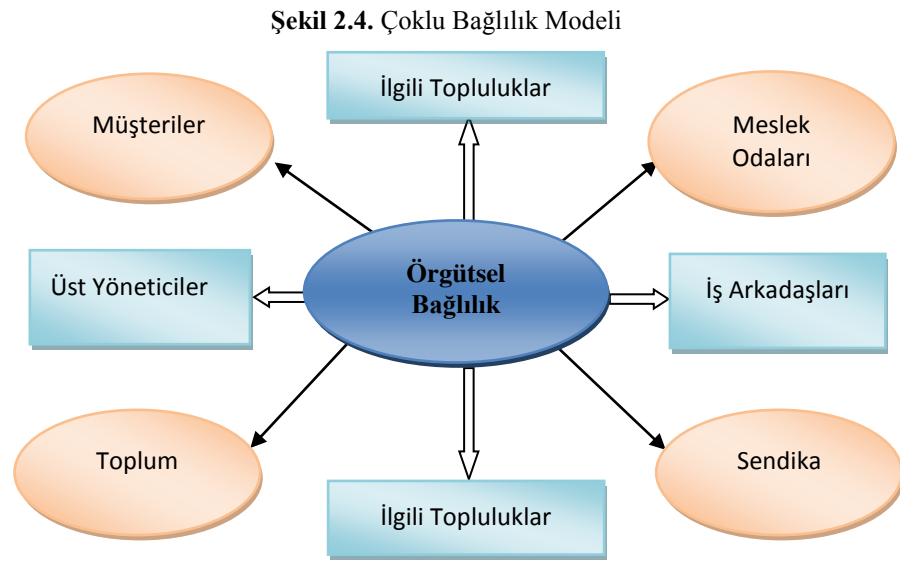 Şekil 2.4. Çoklu Bağlılık Modeli
İlgili Topluluklar
Müşteriler
Meslek
Odaları
Üst Yöneticiler
Örgütsel
Bağlılık
İş Arkadaşları
Toplum
Sendika
İlgili Topluluklar